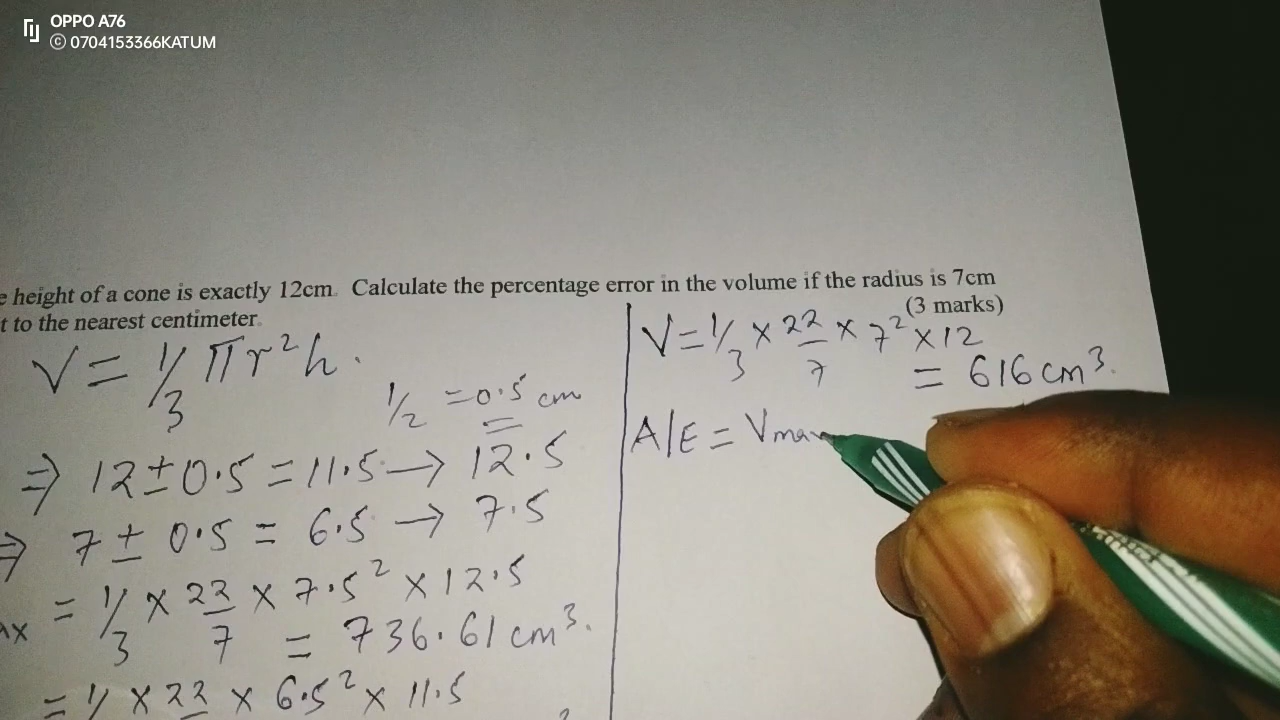 OPPO A76
© 0704153366KATUM
e height of a cone is exactly 12cm. Calculate the percentage error in the volume if the radius is 7cm
t to the nearest centimeter.
(3 marks)
V = 1/3 πr²h.
1/2 = 0.5 cm
⇒ 12 ± 0.5 = 11.5 → 12.5
⇒ 7 ± 0.5 = 6.5 → 7.5
ax = 1/3 × 22/7 × 7.5² × 12.5
= 736.61 cm³.
= 1/ × 22 × 6.5² × 11.5
V = 1/3 × 22/7 × 7² × 12
= 616 cm³.
A/E = Vmax